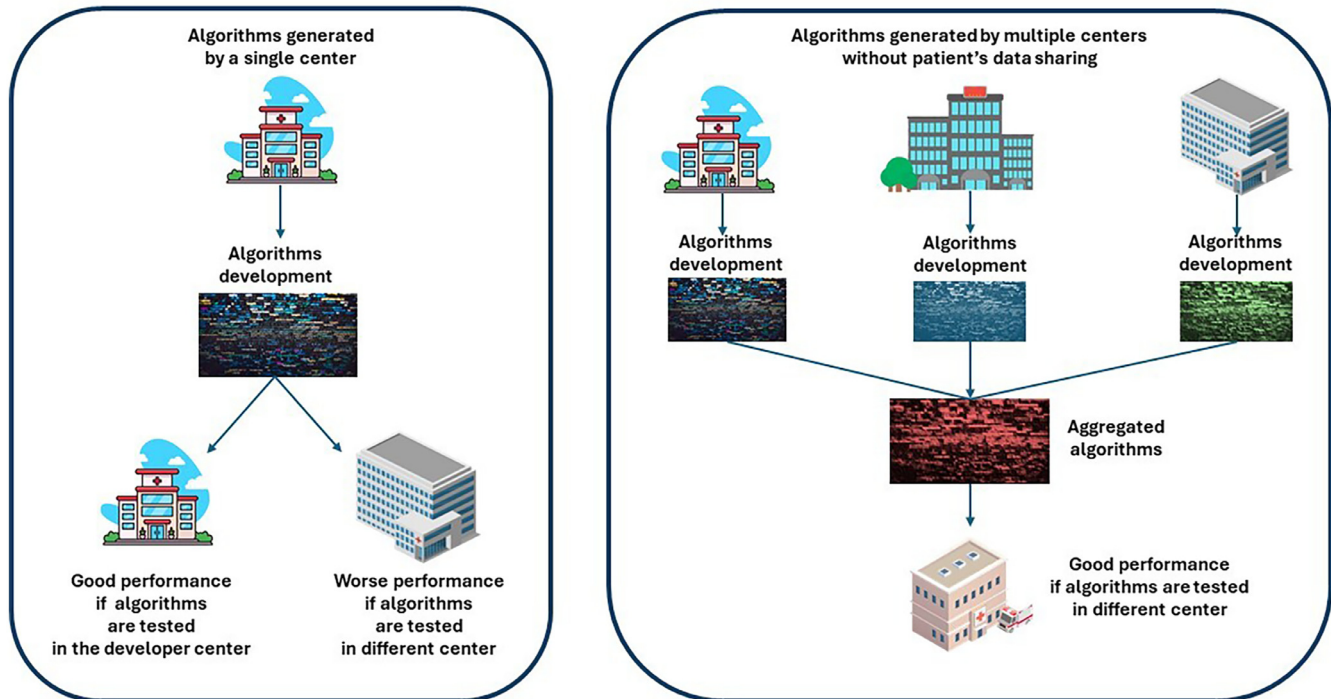 Algorithms generated
by a single center
Algorithms
development
Good performance
if algorithms
are tested
in the developer center
Worse performance
if algorithms
are tested
in different center
Algorithms generated by multiple centers
without patient's data sharing
Algorithms
development
Algorithms
development
Algorithms
development
Aggregated
algorithms
Good performance
if algorithms are tested
in different center